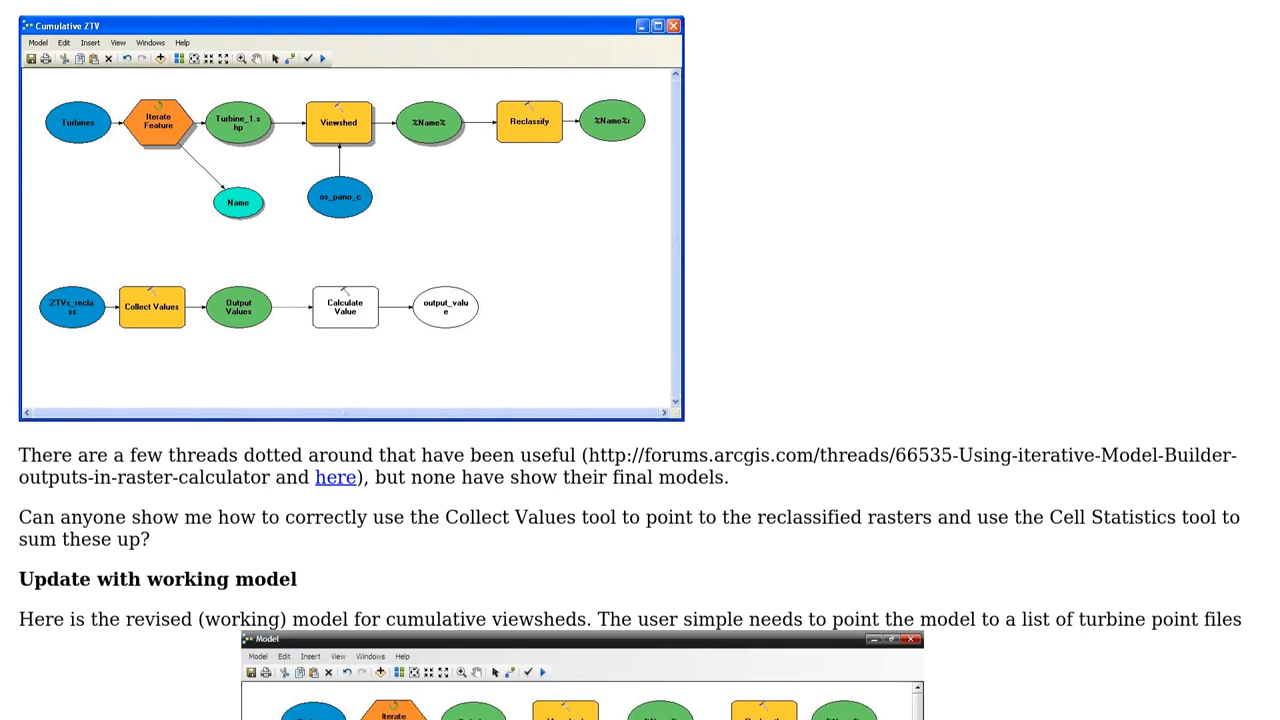 Cumulative ZTV
Model Edit Insert View Windows Help
Turbines
Iterate
Feature
Turbine_1.s
hp
Viewshed
%Name%
Reclassify
%Name%r
Name
os_pano_c
ZTVs_recla
ss
Collect Values
Output
Values
Calculate
Value
output_valu
e
There are a few threads dotted around that have been useful (http://forums.arcgis.com/threads/66535-Using-iterative-Model-Builder-
outputs-in-raster-calculator and here), but none have show their final models.
Can anyone show me how to correctly use the Collect Values tool to point to the reclassified rasters and use the Cell Statistics tool to
sum these up?
Update with working model
Here is the revised (working) model for cumulative viewsheds. The user simple needs to point the model to a list of turbine point files
Model
Model Edit Insert View Windows Help
Iterate